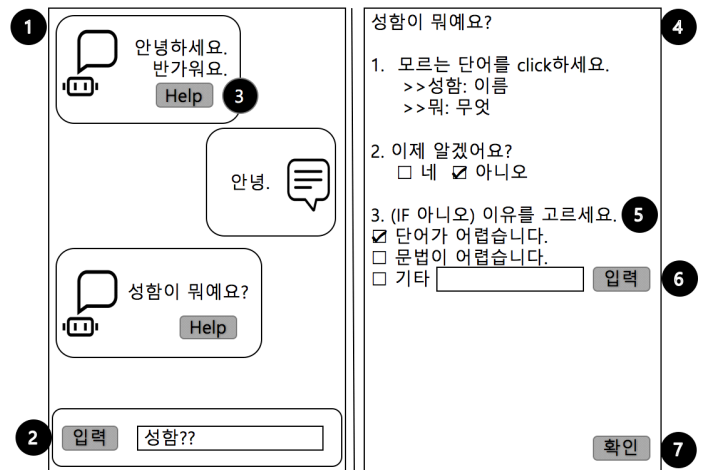 1
안녕하세요.
반가워요.
Help
3
안녕.
성함이 뭐예요?
Help
2
입력
성함??
성함이 뭐예요?
4
1. 모르는 단어를 click하세요.
>>성함: 이름
>>뭐: 무엇
2. 이제 알겠어요?
☐ 네 ☑ 아니오
3. (IF 아니오) 이유를 고르세요.
5
☑ 단어가 어렵습니다.
☐ 문법이 어렵습니다.
☐ 기타
입력
6
확인
7